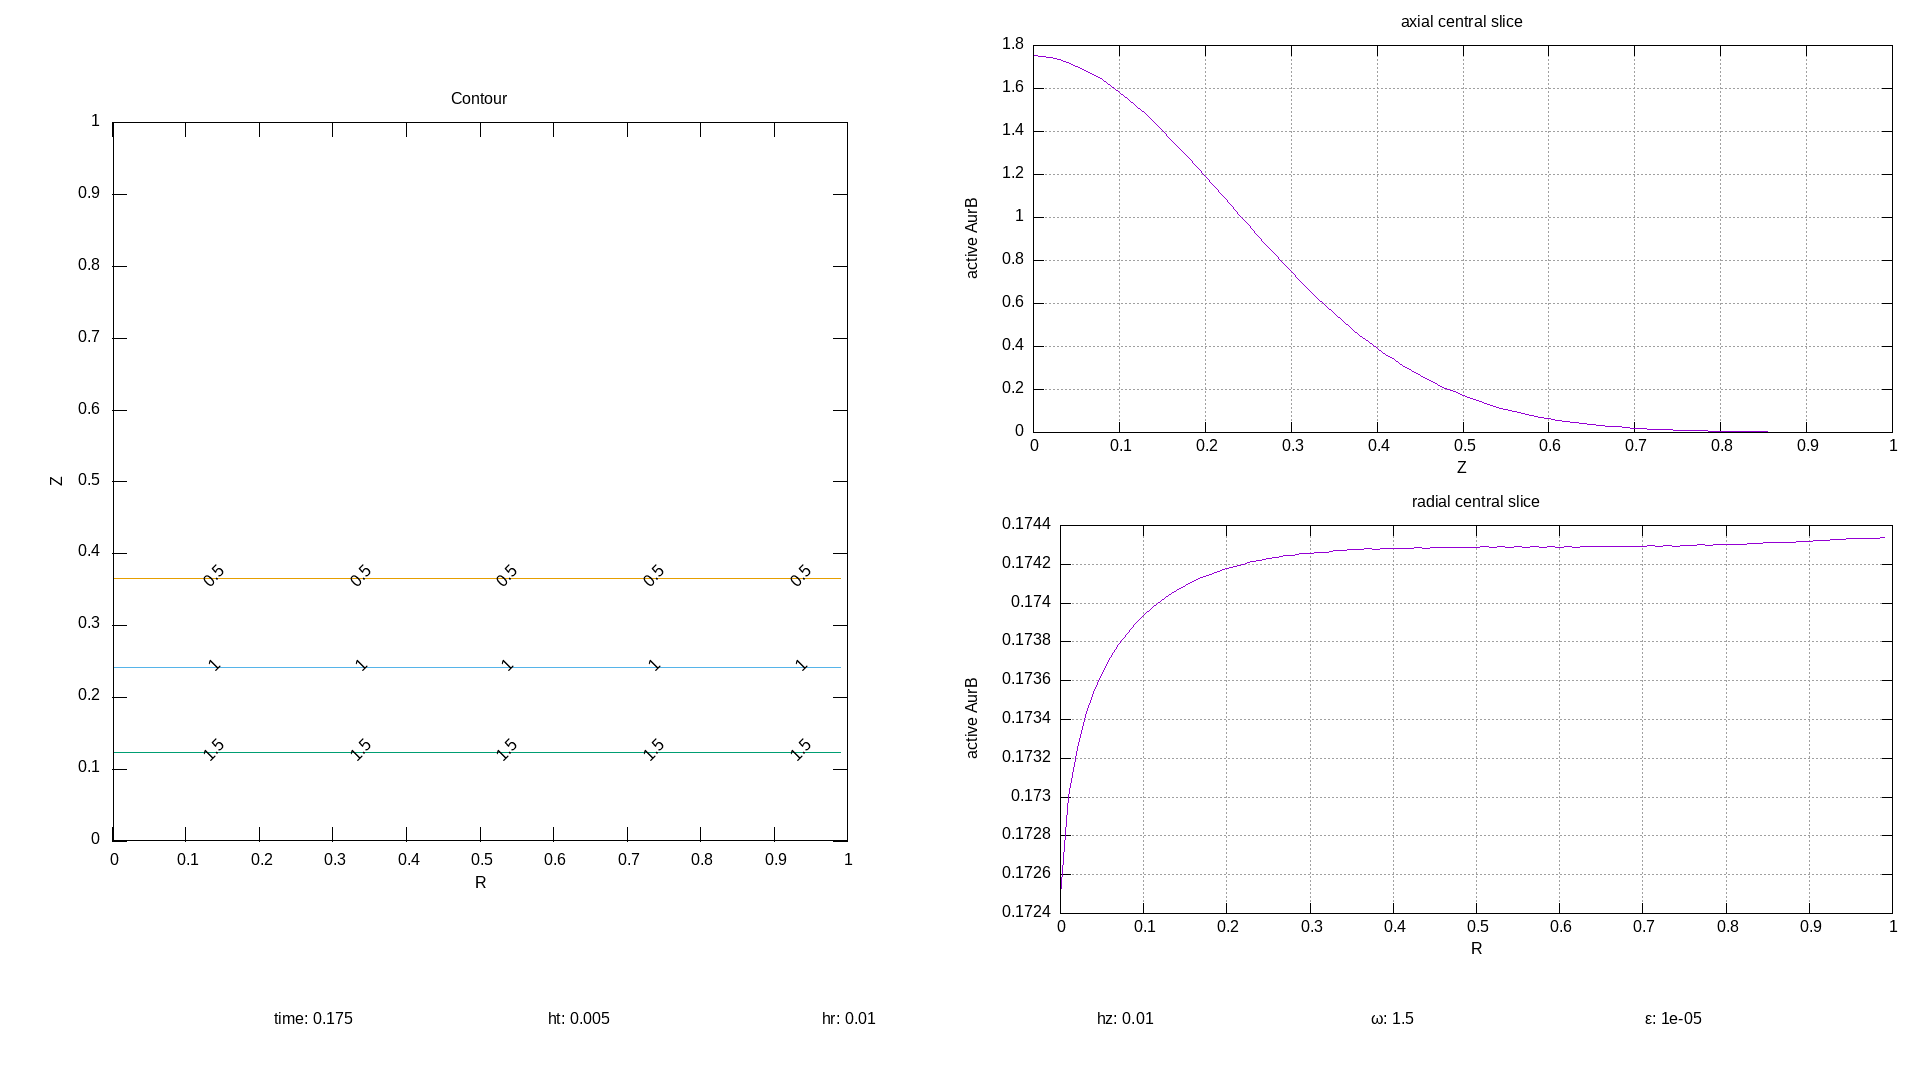 Contour
1
0.9
0.8
0.7
0.6
0.5
0.4
0.3
0.2
0.1
0
Z
0.5 0.5 0.5 0.5 0.5
1 1 1 1 1
1.5 1.5 1.5 1.5 1.5
0 0.1 0.2 0.3 0.4 0.5 0.6 0.7 0.8 0.9 1
R
axial central slice
1.8
1.6
1.4
1.2
1
0.8
0.6
0.4
0.2
0
active AurB
0 0.1 0.2 0.3 0.4 0.5 0.6 0.7 0.8 0.9 1
Z
radial central slice
0.1744
0.1742
0.174
0.1738
0.1736
0.1734
0.1732
0.173
0.1728
0.1726
0.1724
active AurB
0 0.1 0.2 0.3 0.4 0.5 0.6 0.7 0.8 0.9 1
R
time: 0.175 ht: 0.005 hr: 0.01 hz: 0.01 ω: 1.5 ε: 1e-05